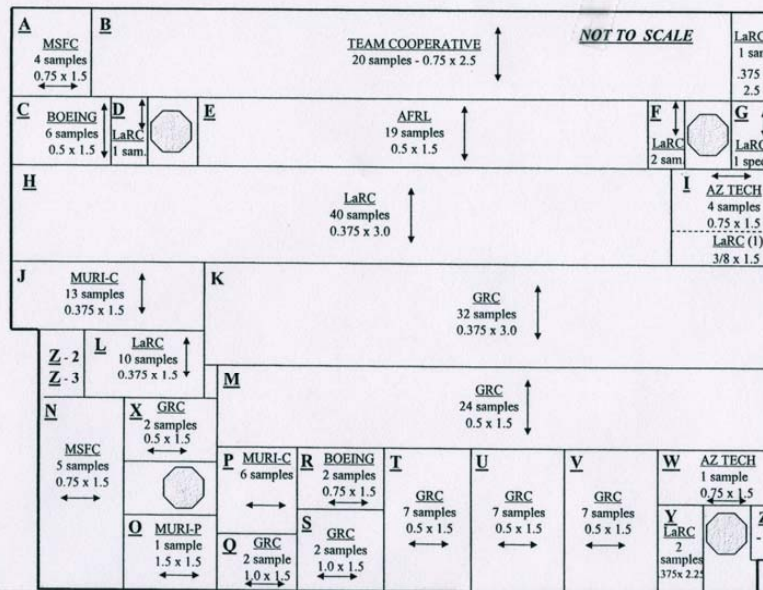 A
MSFC
4 samples
0.75 x 1.5
B
TEAM COOPERATIVE
20 samples - 0.75 x 2.5
NOT TO SCALE
LaRC
1 sam
.375
2.5
C
BOEING
6 samples
0.5 x 1.5
D
LaRC
1 sam.
E
AFRL
19 samples
0.5 x 1.5
F
LaRC
2 sam.
G
LaRC
1 spec
H
LaRC
40 samples
0.375 x 3.0
I
AZ TECH
4 samples
0.75 x 1.5
LaRC (1)
3/8 x 1.5
J
MURI-C
13 samples
0.375 x 1.5
K
GRC
32 samples
0.375 x 3.0
Z - 2
Z - 3
L
LaRC
10 samples
0.375 x 1.5
M
GRC
24 samples
0.5 x 1.5
N
MSFC
5 samples
0.75 x 1.5
X
GRC
2 samples
0.5 x 1.5
O
MURI-P
1 sample
1.5 x 1.5
P
MURI-C
6 samples
Q
GRC
2 sample
1.0 x 1.5
R
BOEING
2 samples
0.75 x 1.5
S
GRC
2 samples
1.0 x 1.5
T
GRC
7 samples
0.5 x 1.5
U
GRC
7 samples
0.5 x 1.5
V
GRC
7 samples
0.5 x 1.5
W
AZ TECH
1 sample
0.75 x 1.5
Y
LaRC
2
samples
.375x 2.25
Z
-